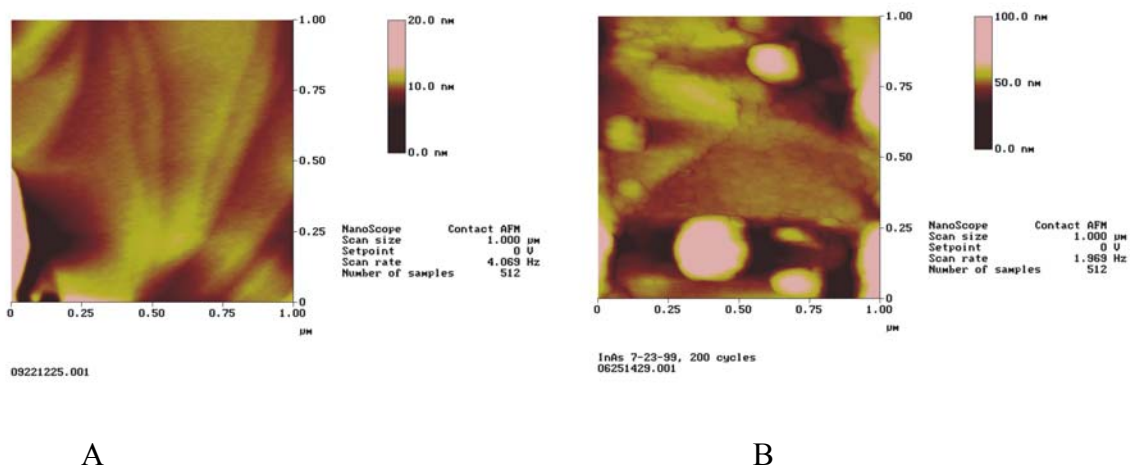 1.00
0.75
0.50
0.25
0
0 0.25 0.50 0.75 1.00
µM
20.0 nM
10.0 nM
0.0 nM
NanoScope Contact AFM
Scan size 1.000 µm
Setpoint 0 V
Scan rate 4.069 Hz
Number of samples 512
09221225.001
A
1.00
0.75
0.50
0.25
0
0 0.25 0.50 0.75 1.00
µM
100.0 nM
50.0 nM
0.0 nM
NanoScope Contact AFM
Scan size 1.000 µm
Setpoint 0 V
Scan rate 1.969 Hz
Number of samples 512
InAs 7-23-99, 200 cycles
06251429.001
B